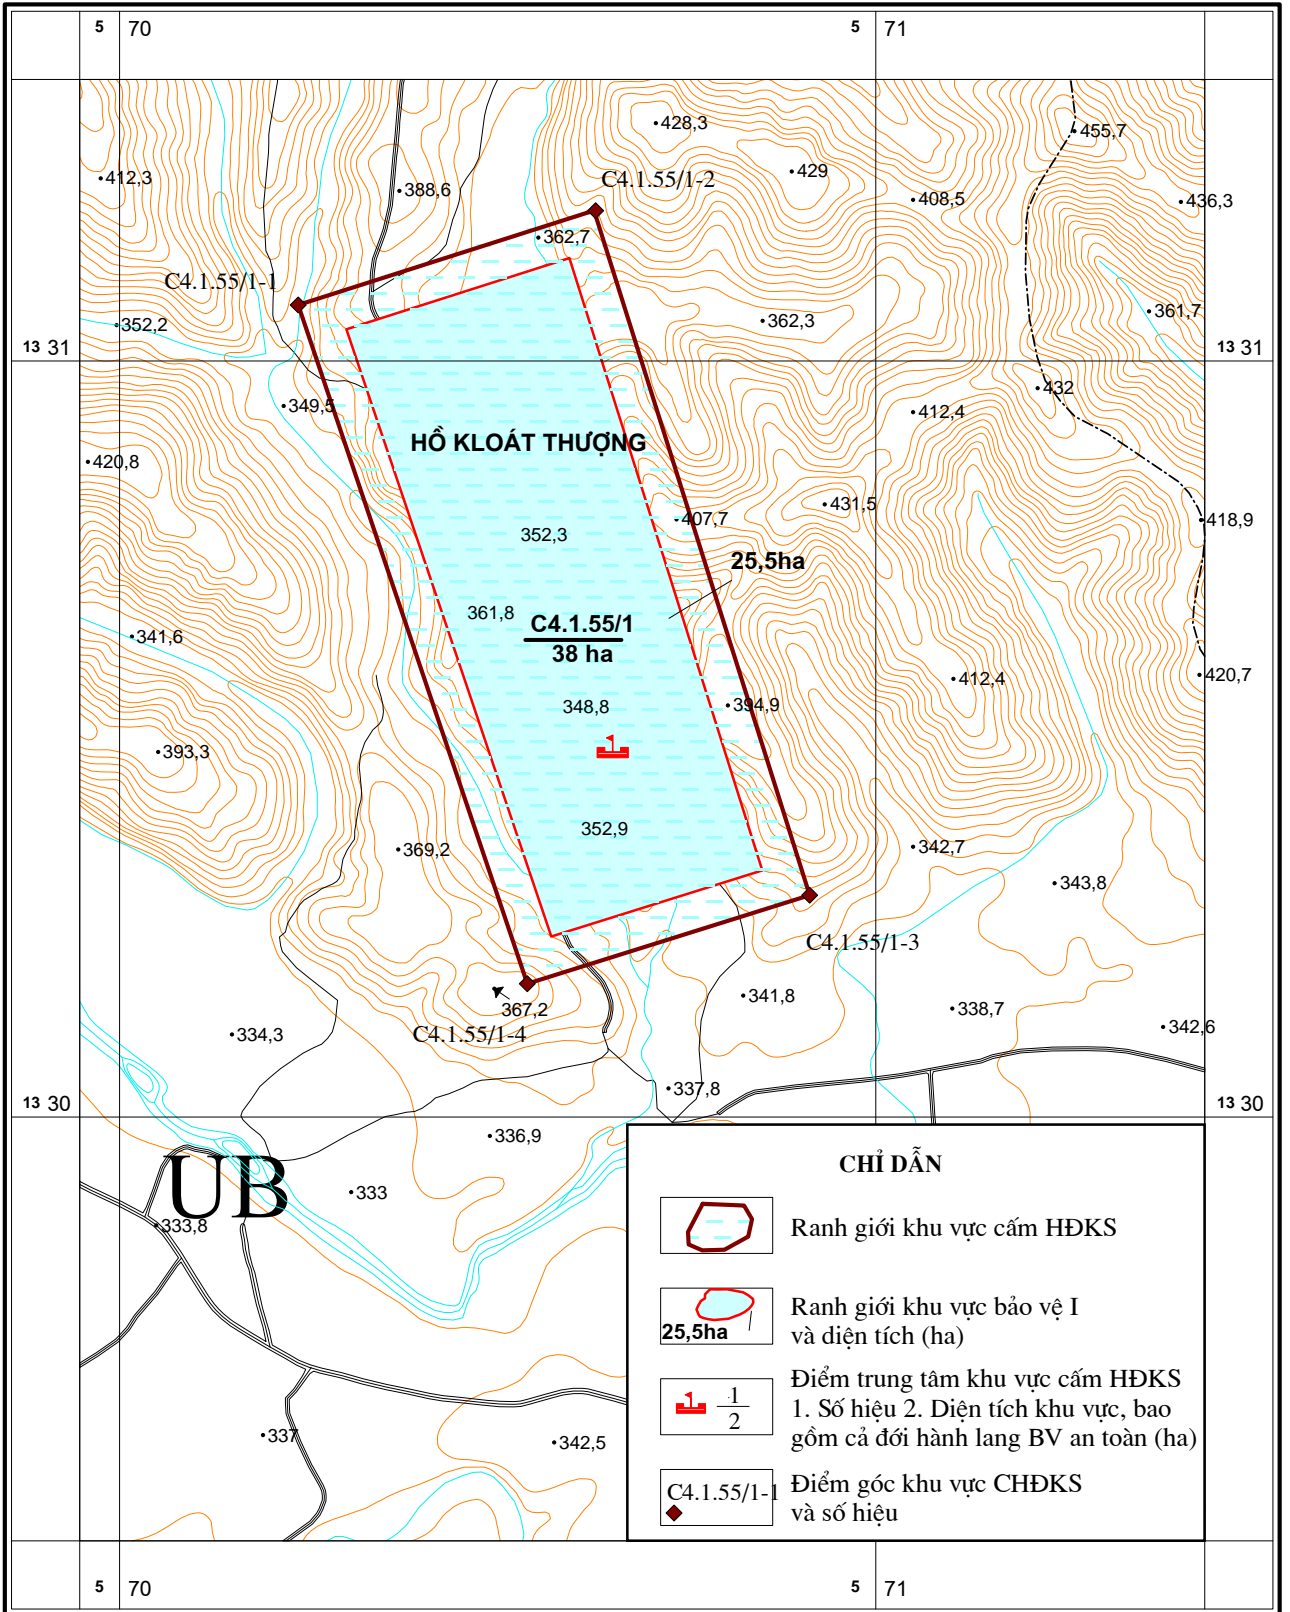 5 70 5 71
428,3
455,7
412,3
388,6
C4.1.55/1-2
429
408,5
436,3
362,7
C4.1.55/1-1
352,2
362,3
361,7
13 31 13 31
349,5
432
412,4
HỒ KLOÁT THƯỢNG
420,8
431,5
407,7
418,9
352,3
25,5ha
361,8
C4.1.55/1
38 ha
341,6
412,4
420,7
348,8
394,9
393,3
352,9
369,2
342,7
343,8
C4.1.55/1-3
341,8
367,2
338,7
C4.1.55/1-4
334,3
342,6
337,8
13 30 13 30
336,9
UB
333
333,8
337
342,5
CHỈ DẪN
Ranh giới khu vực cấm HĐKS
25,5ha
Ranh giới khu vực bảo vệ I
và diện tích (ha)
1
2
Điểm trung tâm khu vực cấm HĐKS
1. Số hiệu 2. Diện tích khu vực, bao
gồm cả đới hành lang BV an toàn (ha)
C4.1.55/1-1
Điểm góc khu vực CHĐKS
và số hiệu
5 70 5 71